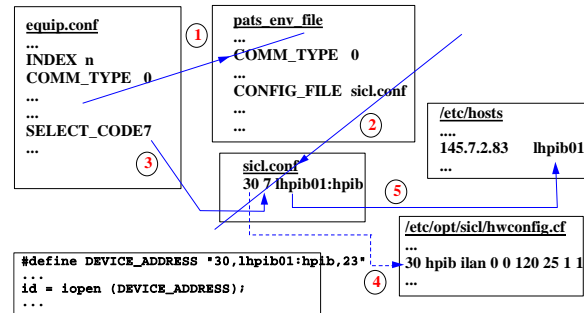 equip.conf
...
INDEX n
COMM_TYPE 0
...
...
SELECT_CODE7
...
1
pats_env_file
...
COMM_TYPE 0
...
CONFIG_FILE sicl.conf
...
...
2
3
sicl.conf
30 7 lhpib01:hpib
/etc/hosts
....
145.7.2.83 lhpib01
...
5
/etc/opt/sicl/hwconfig.cf
...
30 hpib ilan 0 0 120 25 1 1
...
4
#define DEVICE_ADDRESS "30,lhpib01:hpib,23"
...
id = iopen (DEVICE_ADDRESS);
...